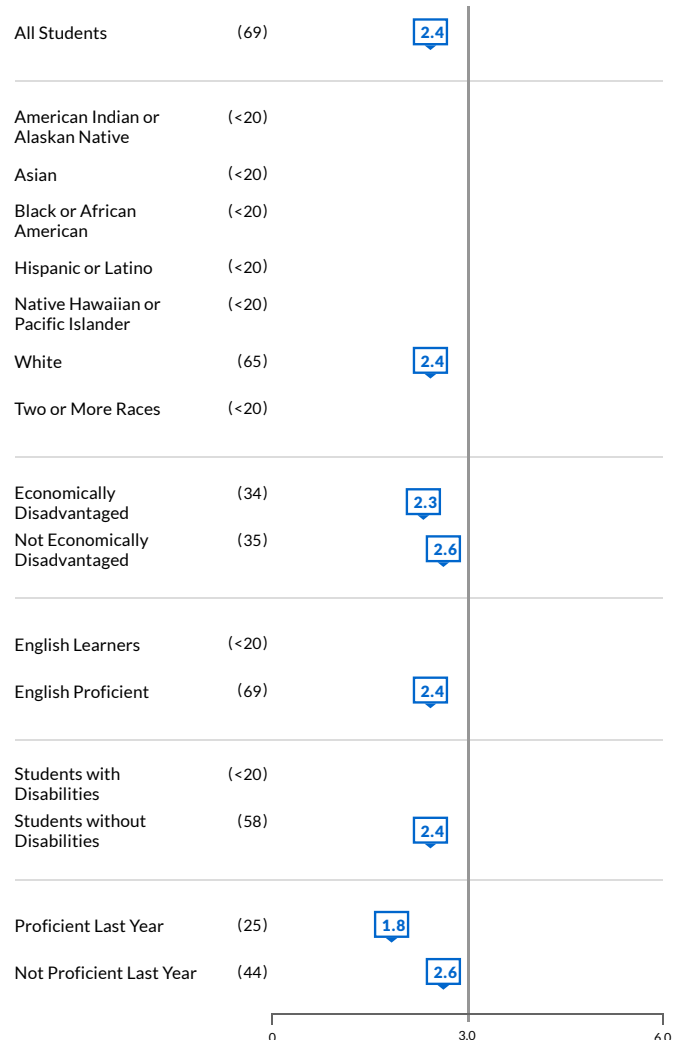 All Students (69) 2.4
American Indian or (<20)
Alaskan Native
Asian (<20)
Black or African (<20)
American
Hispanic or Latino (<20)
Native Hawaiian or (<20)
Pacific Islander
White (65) 2.4
Two or More Races (<20)
Economically (34) 2.3
Disadvantaged
Not Economically (35) 2.6
Disadvantaged
English Learners (<20)
English Proficient (69) 2.4
Students with (<20)
Disabilities
Students without (58) 2.4
Disabilities
Proficient Last Year (25) 1.8
Not Proficient Last Year (44) 2.6
0 3.0 6.0